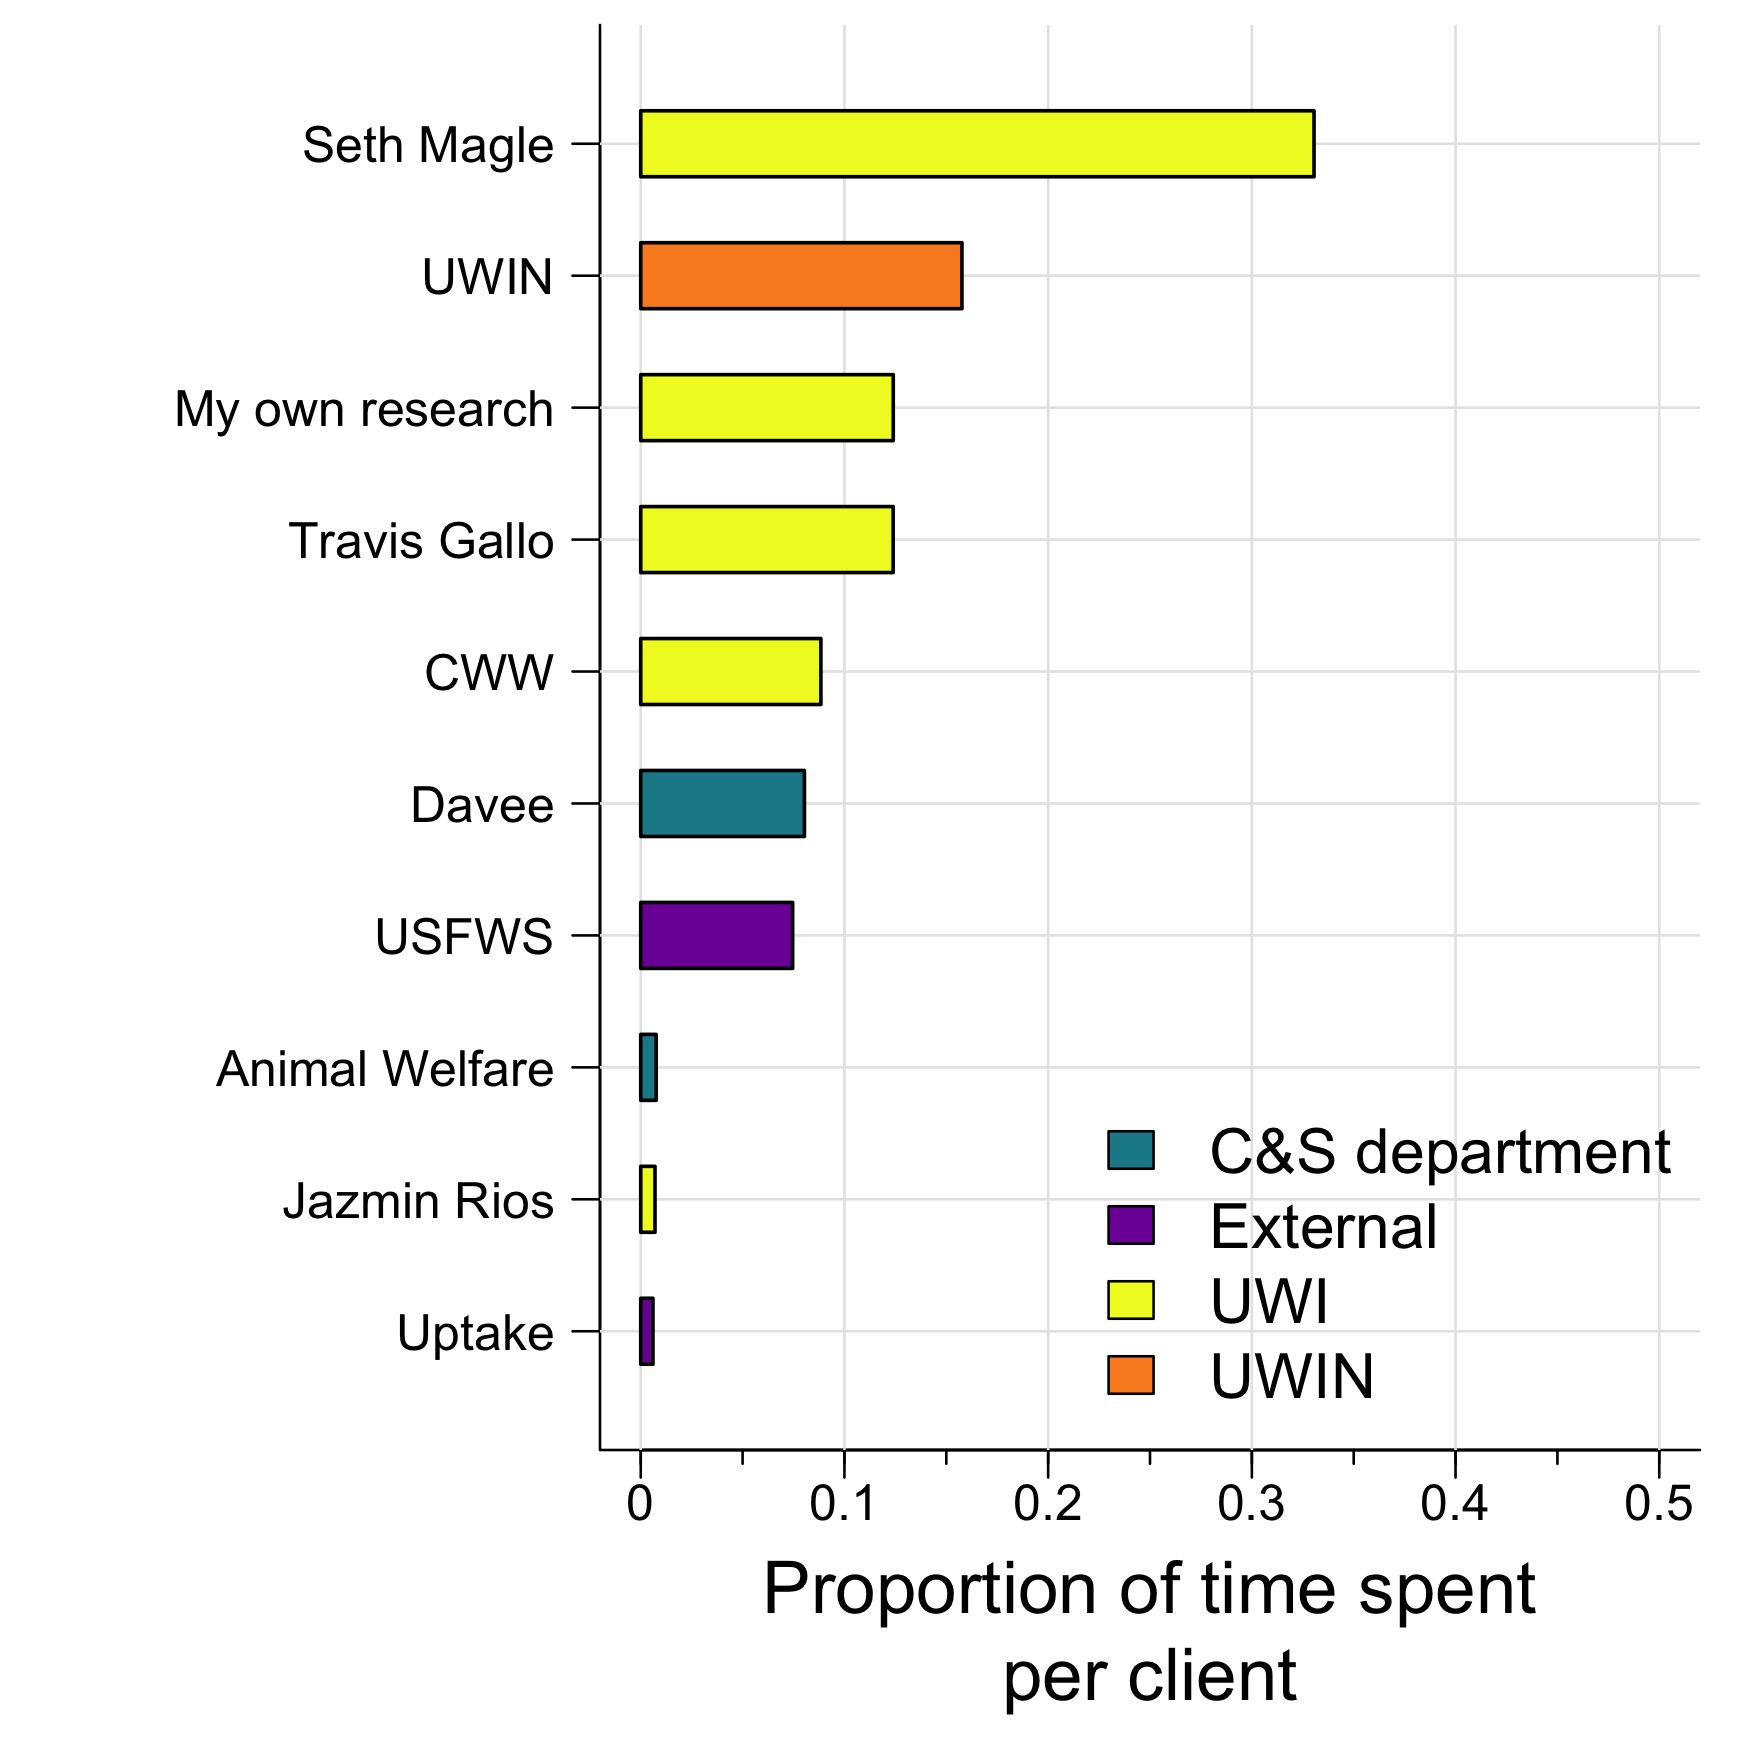 Seth Magle
UWIN
My own research
Travis Gallo
CWW
Davee
USFWS
Animal Welfare
Jazmin Rios
Uptake
C&S department
External
UWI
UWIN
0 0.1 0.2 0.3 0.4 0.5
Proportion of time spent
per client